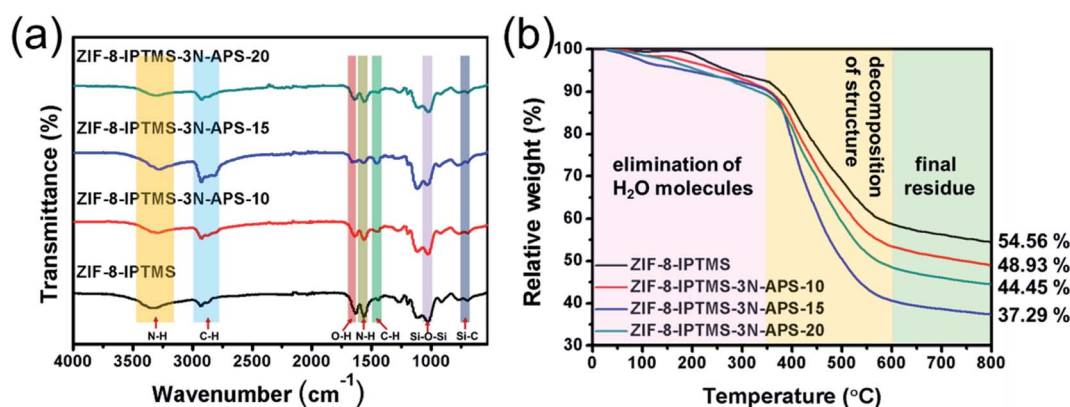 (a)
Transmittance (%)
ZIF-8-IPTMS-3N-APS-20
ZIF-8-IPTMS-3N-APS-15
ZIF-8-IPTMS-3N-APS-10
ZIF-8-IPTMS
N-H
C-H
O-H
N-H
C-H
Si-O-Si
Si-C
4000
3500
3000
2500
2000
1500
1000
Wavenumber (cm⁻¹)
(b)
Relative weight (%)
100
90
80
70
60
50
40
30
elimination of
H₂O molecules
decomposition
of structure
final
residue
ZIF-8-IPTMS
ZIF-8-IPTMS-3N-APS-10
ZIF-8-IPTMS-3N-APS-15
ZIF-8-IPTMS-3N-APS-20
54.56 %
48.93 %
44.45 %
37.29 %
0
100
200
300
400
500
600
700
800
Temperature (°C)